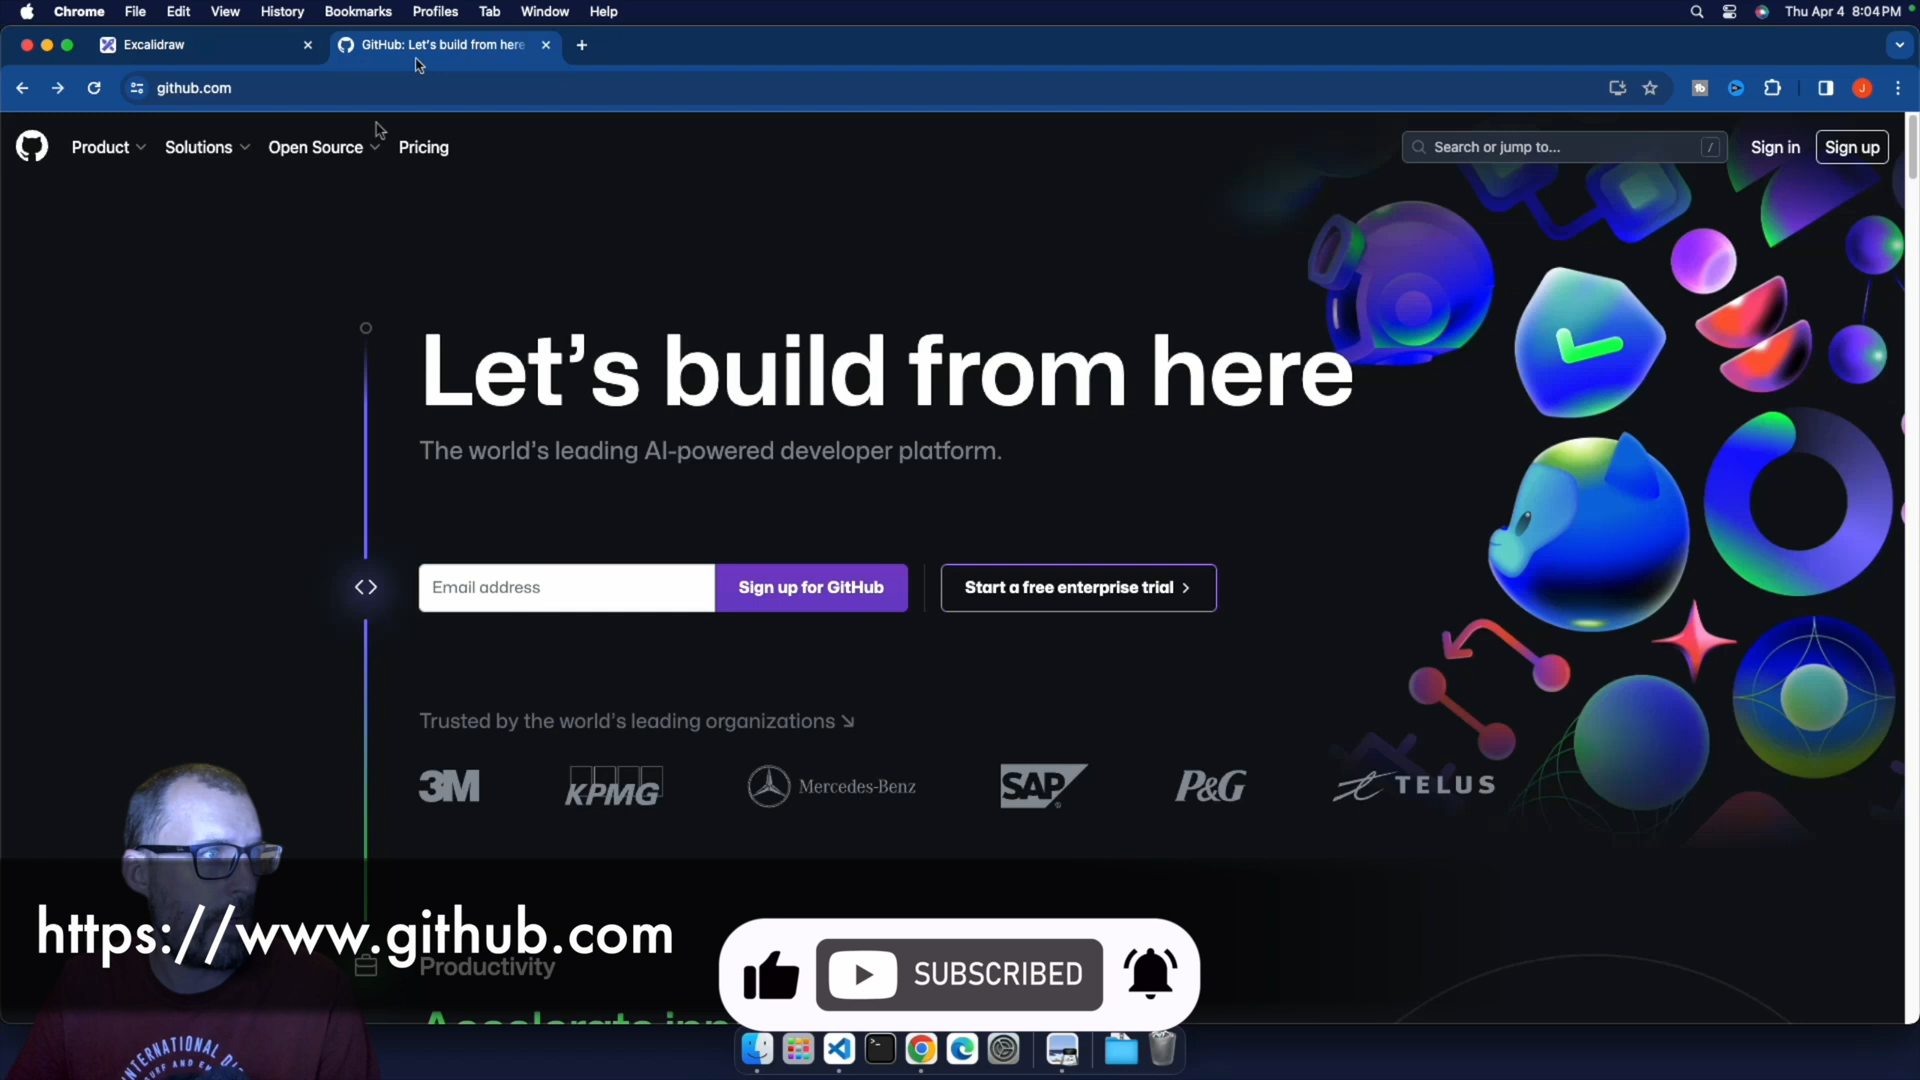 Chrome File Edit View History Bookmarks Profiles Tab Window Help
Thu Apr 4 8:04 PM
Excalidraw
GitHub: Let's build from here
github.com
J
Product Solutions Open Source Pricing
Search or jump to... /
Sign in Sign up
Let's build from here
The world's leading AI-powered developer platform.
Email address
Sign up for GitHub
Start a free enterprise trial
Trusted by the world's leading organizations
3M KPMG Mercedes-Benz SAP P&G TELUS
https://www.github.com
Productivity
SUBSCRIBED